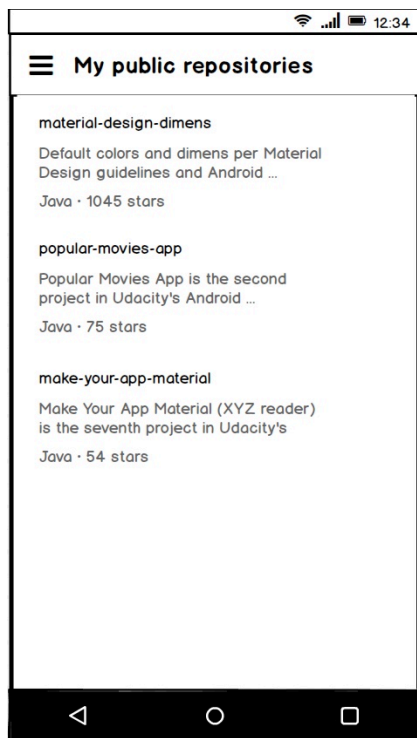 12:34
My public repositories
material-design-dimens
Default colors and dimens per Material
Design guidelines and Android ...
Java · 1045 stars
popular-movies-app
Popular Movies App is the second
project in Udacity's Android ...
Java · 75 stars
make-your-app-material
Make Your App Material (XYZ reader)
is the seventh project in Udacity's
Java · 54 stars